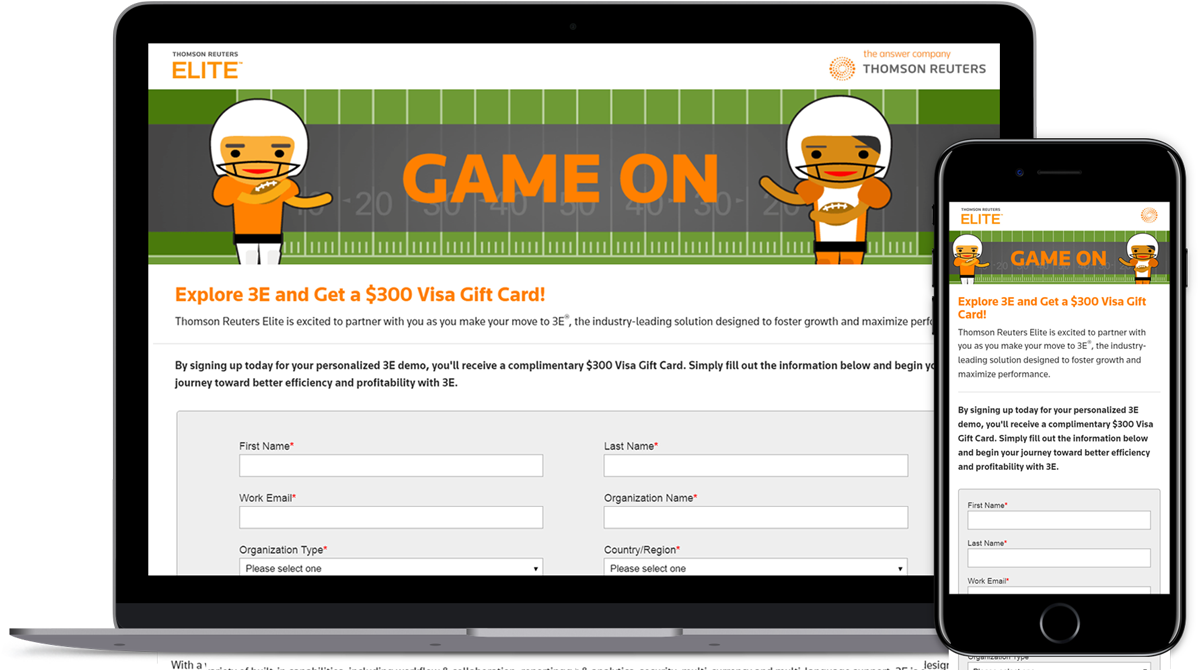 THOMSON REUTERS
ELITE™
the answer company
THOMSON REUTERS
GAME ON
20 30 40 50 40 30 20
Explore 3E and Get a $300 Visa Gift Card!
Thomson Reuters Elite is excited to partner with you as you make your move to 3E®, the industry-leading solution designed to foster growth and maximize
By signing up today for your personalized 3E demo, you'll receive a complimentary $300 Visa Gift Card. Simply fill out the information below and begin
journey toward better efficiency and profitability with 3E.
First Name*
Last Name*
Work Email*
Organization Name*
Organization Type*
Country/Region*
Please select one
Please select one
THOMSON REUTERS
ELITE™
GAME ON
Explore 3E and Get a $300 Visa Gift
Card!
Thomson Reuters Elite is excited to partner with
you as you make your move to 3E®, the industry-
leading solution designed to foster growth and
maximize performance.
By signing up today for your personalized 3E
demo, you'll receive a complimentary $300 Visa
Gift Card. Simply fill out the information below
and begin your journey toward better efficiency
and profitability with 3E.
First Name*
Last Name*
Work Email*
With a